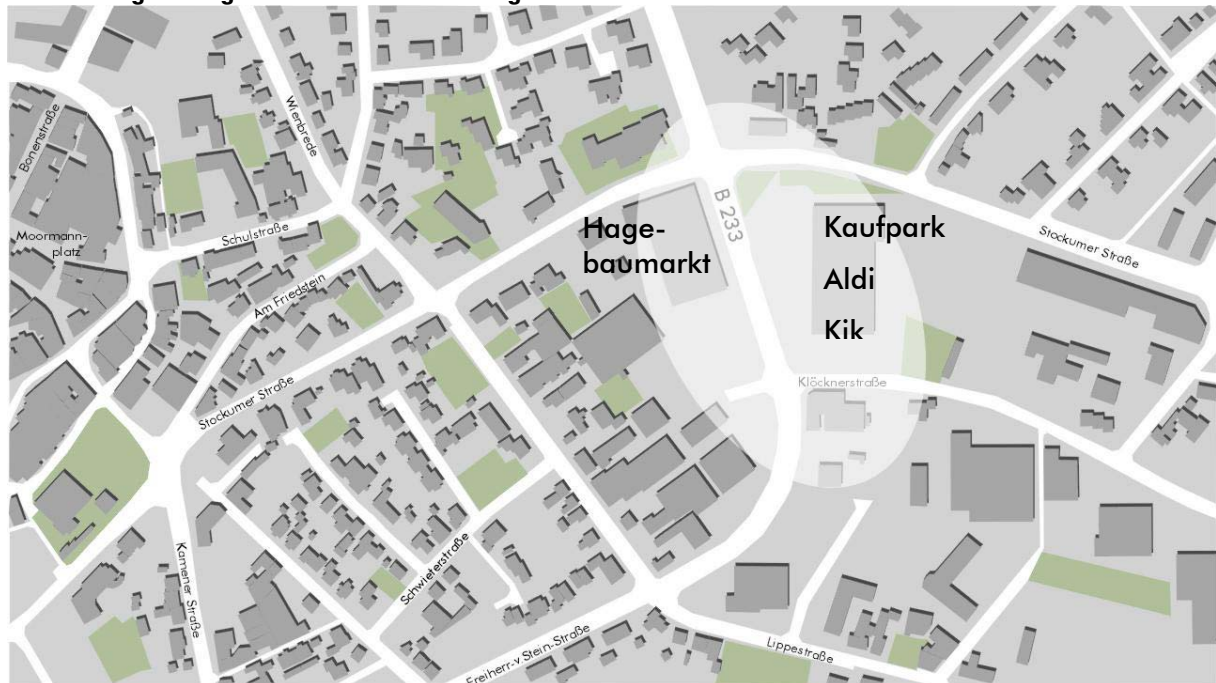 Bonenstraße
Wienbrede
Moormann-
platz
Schulstraße
Am Friedstein
Stockumer Straße
Hage-
baumarkt
B 233
Kaufpark
Aldi
Kik
Stockumer Straße
Klöcknerstraße
Schwieterstraße
Kamener Straße
Freiherr-v.Stein-Straße
Lippestraße